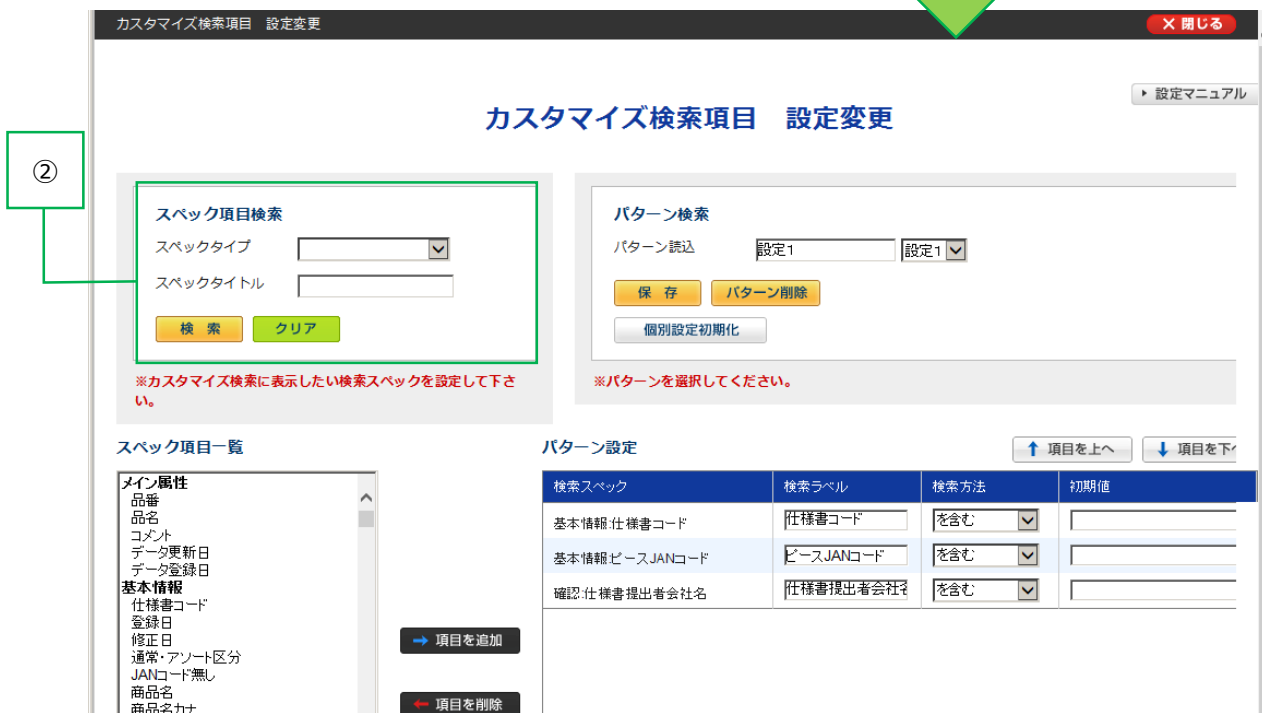 カスタマイズ検索項目　設定変更
× 閉じる
設定マニュアル
カスタマイズ検索項目　設定変更
②
スペック項目検索
スペックタイプ
スペックタイトル
検 索 クリア
※カスタマイズ検索に表示したい検索スペックを設定して下さ
い。
パターン検索
パターン読込 設定1 設定1
保 存 パターン削除
個別設定初期化
※パターンを選択してください。
スペック項目一覧
メイン属性
品番
品名
コメント
データ更新日
データ登録日
基本情報
仕様書コード
登録日
修正日
通常・アソート区分
JANコード無し
商品名
商品名カナ
項目を追加
項目を削除
パターン設定
↑ 項目を上へ ↓ 項目を下へ
検索スペック 検索ラベル 検索方法 初期値
基本情報:仕様書コード 仕様書コード を含む
基本情報:ピースJANコード ピースJANコード を含む
確認:仕様書提出者会社名 仕様書提出者会社名 を含む